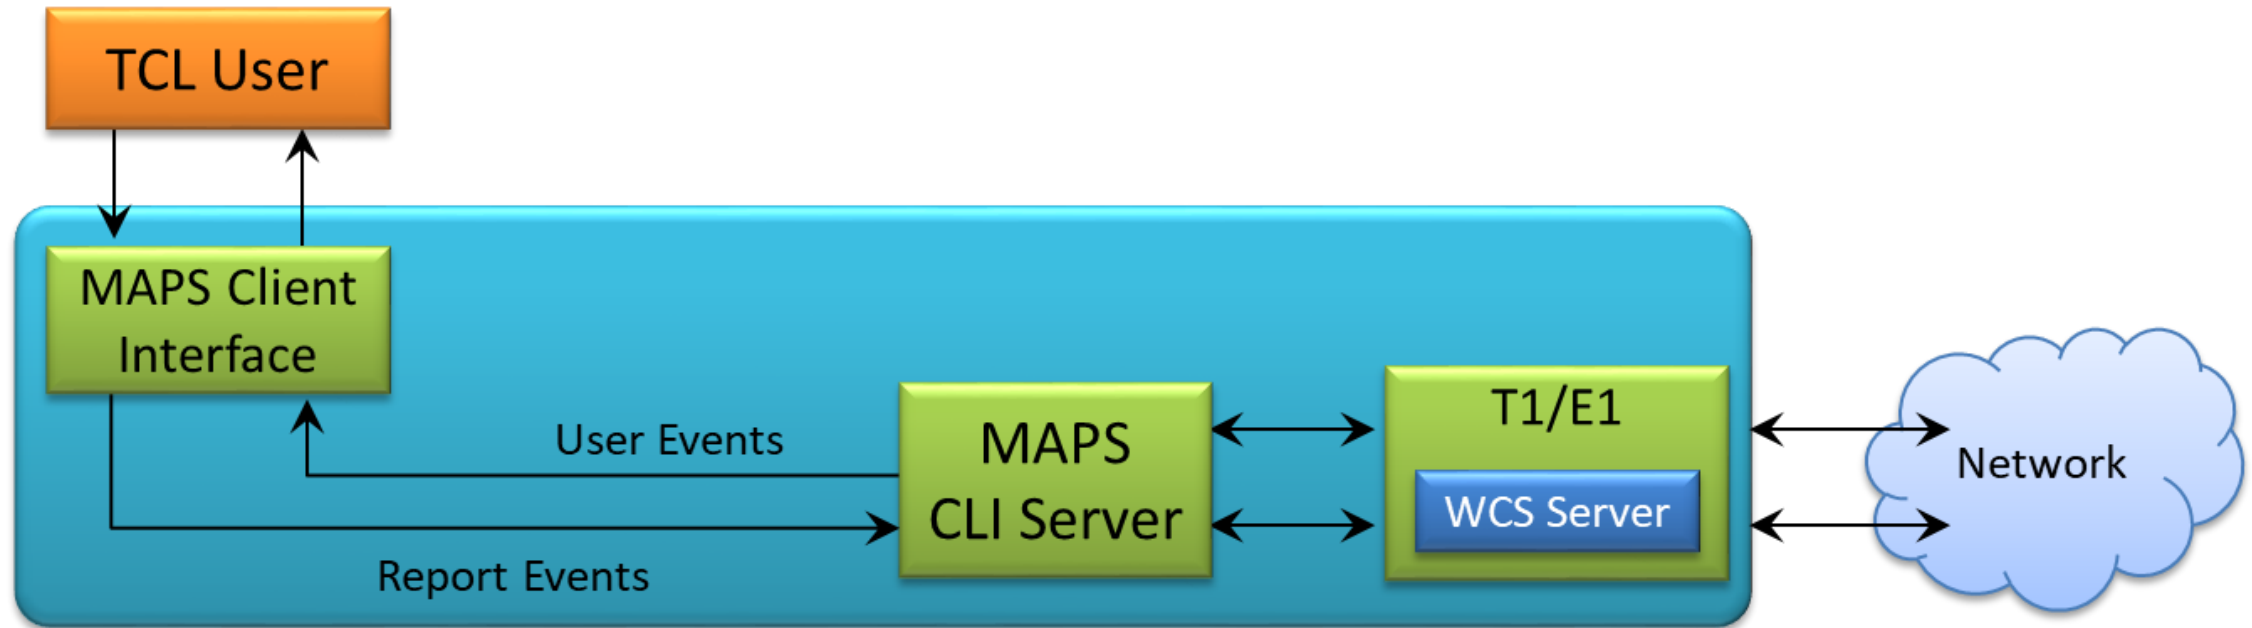 TCL User
MAPS Client
Interface
User Events
Report Events
MAPS
CLI Server
T1/E1
WCS Server
Network